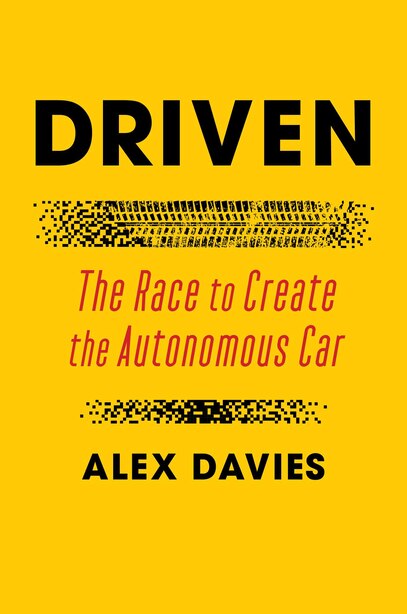 DRIVEN
The Race to Create
the Autonomous Car
ALEX DAVIES